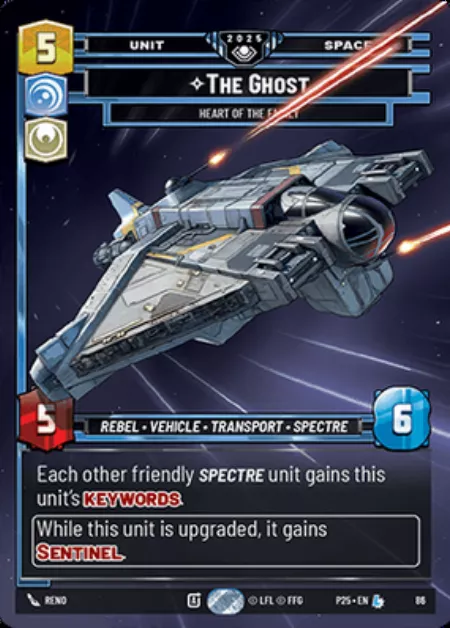 5
UNIT
2025
SPACE
THE GHOST
HEART OF THE FAMILY
5
REBEL • VEHICLE • TRANSPORT • SPECTRE
6
Each other friendly SPECTRE unit gains this
unit's KEYWORDS.
While this unit is upgraded, it gains
SENTINEL.
RENO
© LFL © FFG
P25 • EN
86